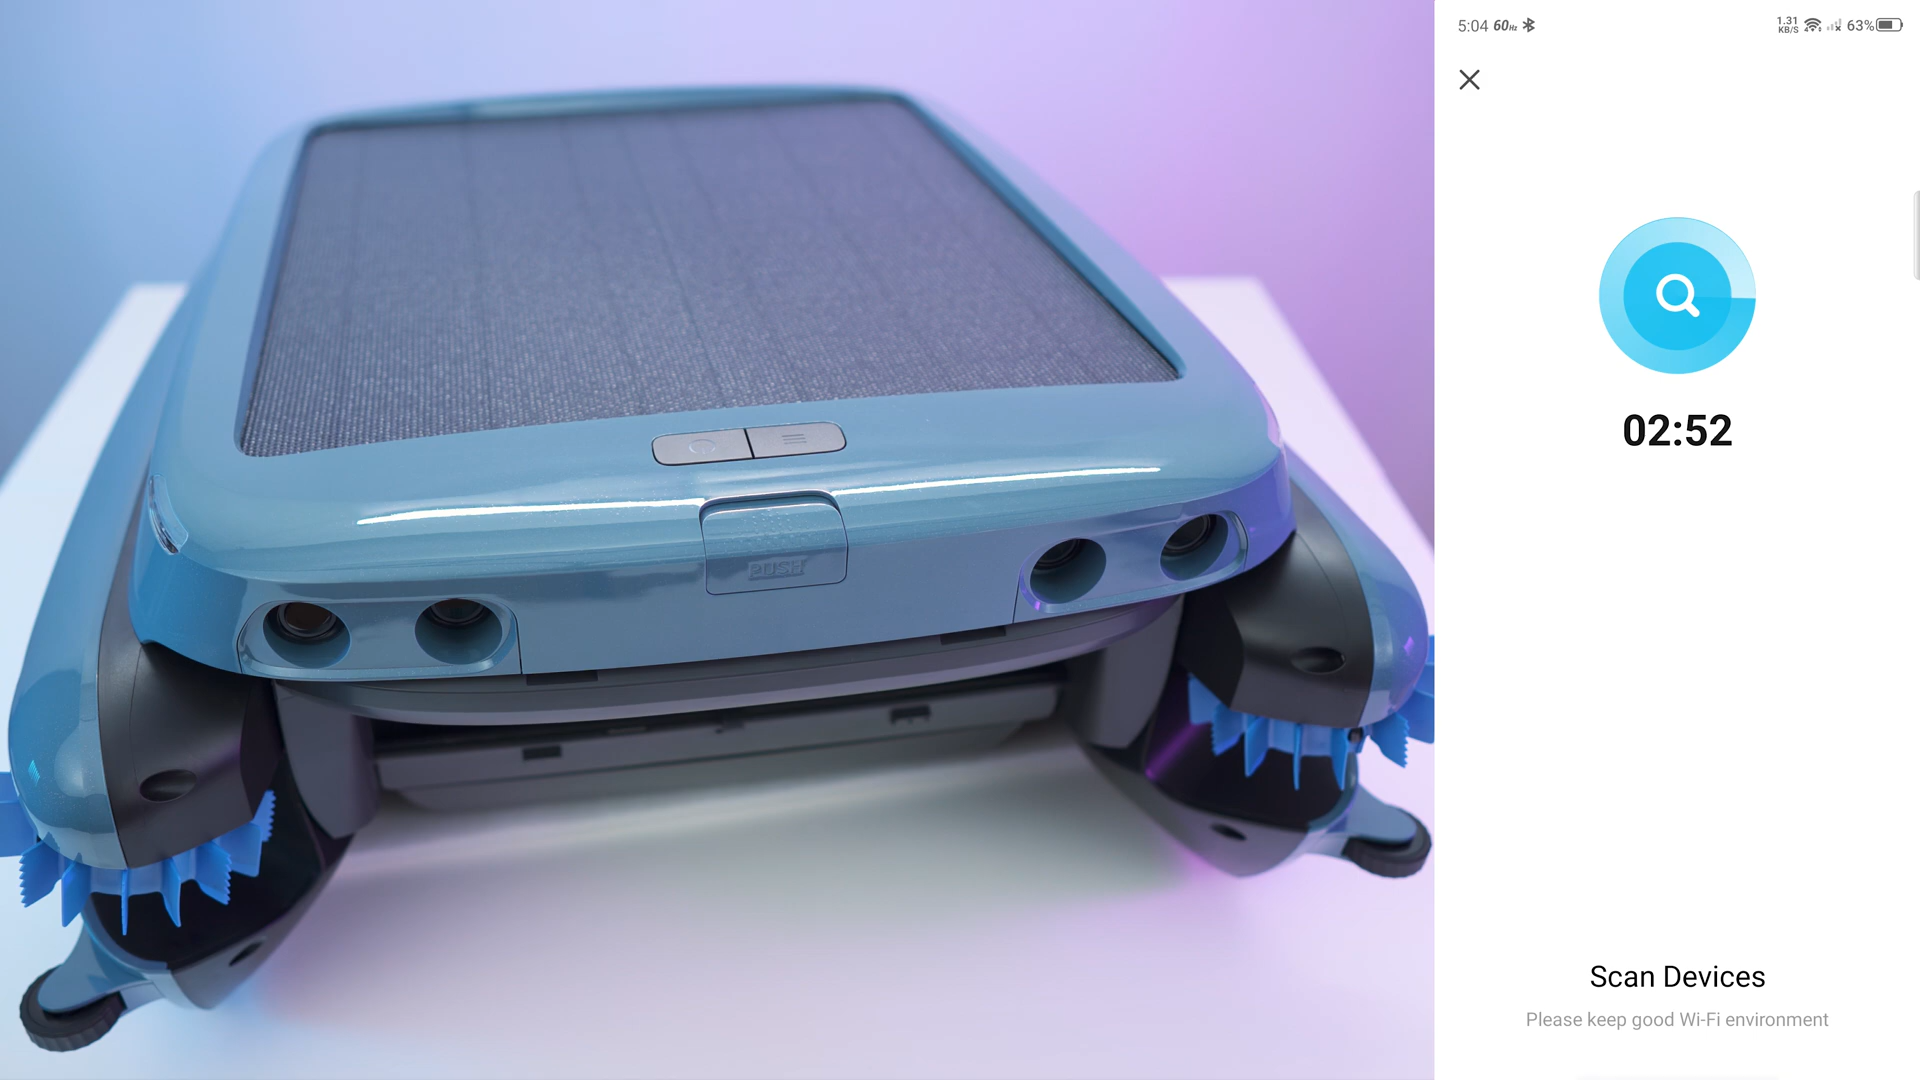 PUSH
5:04 60Hz
1.31 KB/S 63%
02:52
Scan Devices
Please keep good Wi-Fi environment